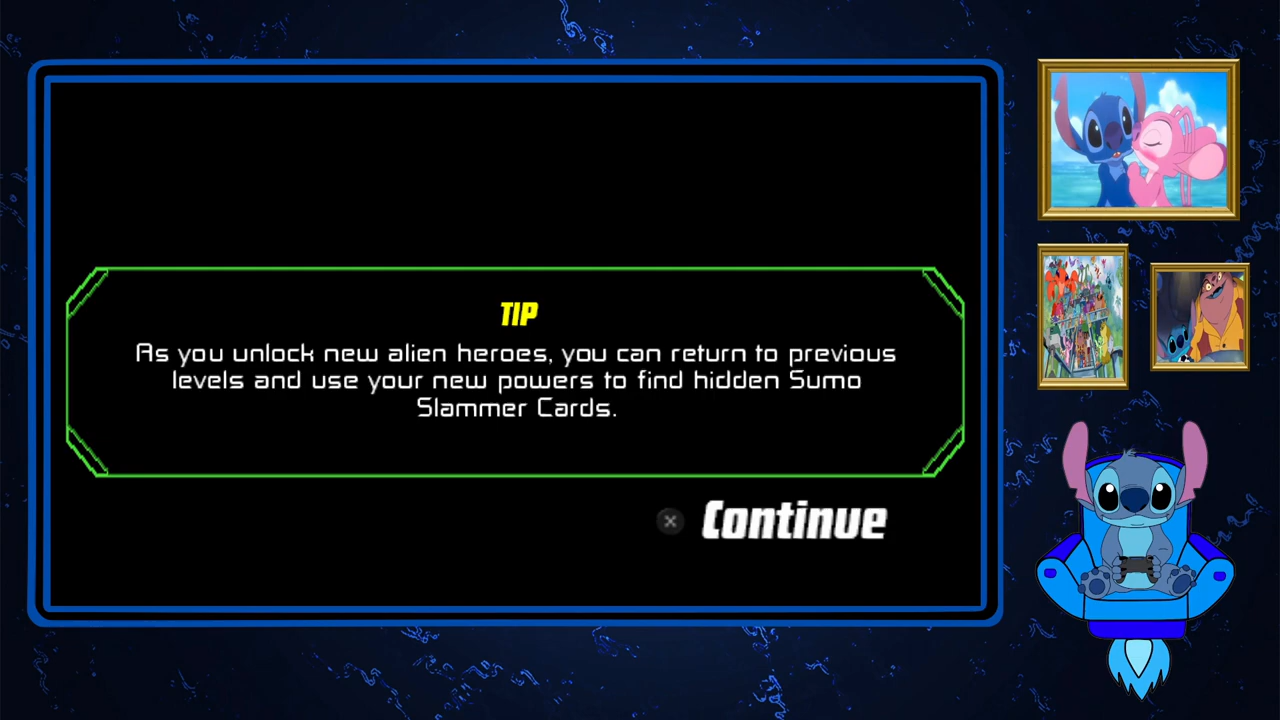 TIP
As you unlock new alien heroes, you can return to previous
levels and use your new powers to find hidden Sumo
Slammer Cards.
Continue